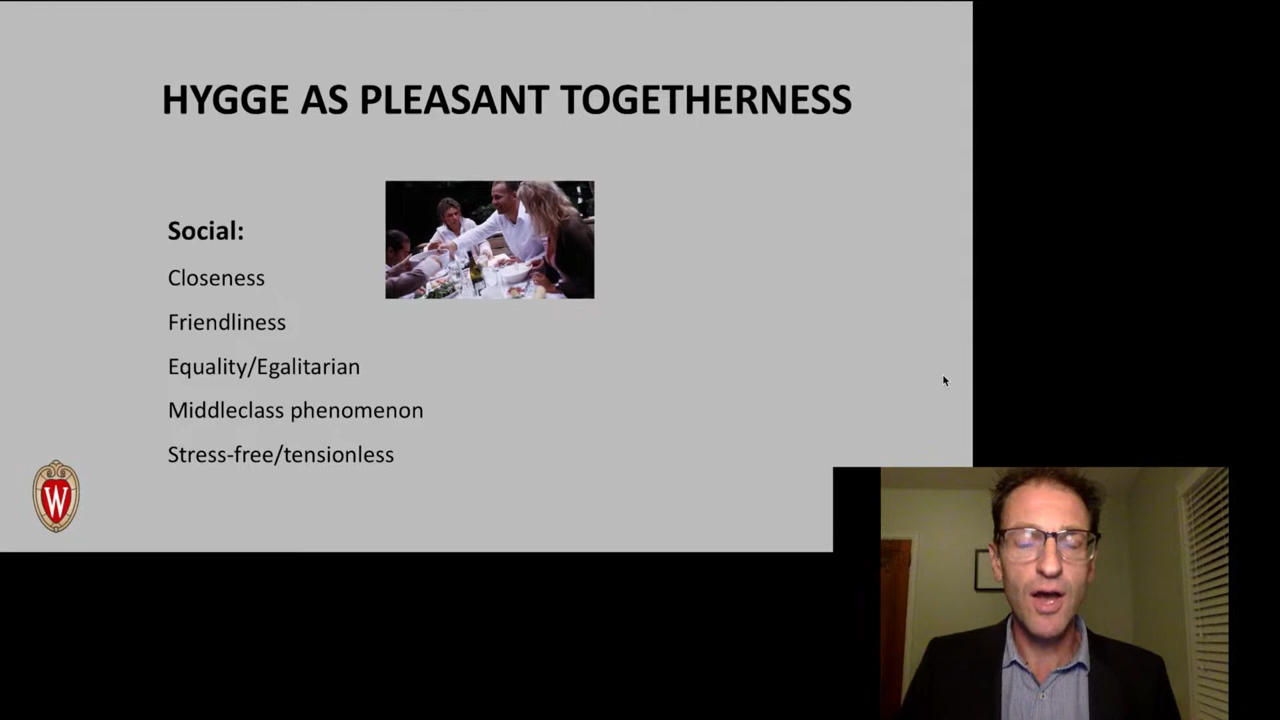 HYGGE AS PLEASANT TOGETHERNESS
Social:
Closeness
Friendliness
Equality/Egalitarian
Middleclass phenomenon
Stress-free/tensionless
W